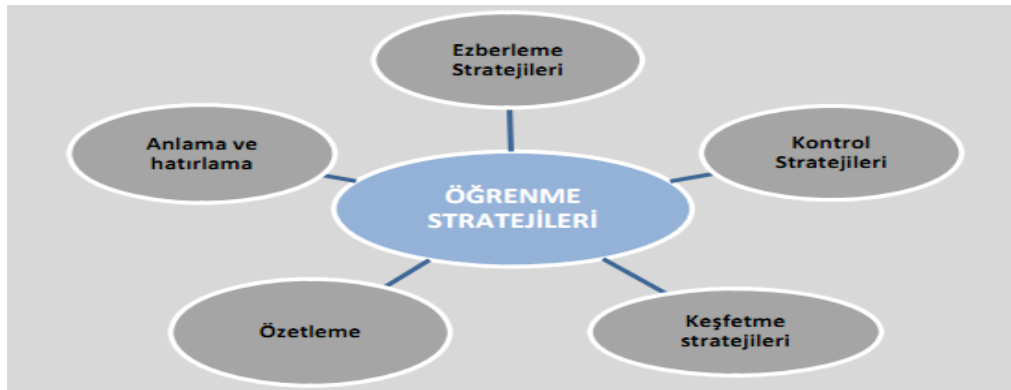 Ezberleme
Stratejileri
Anlama ve
hatırlama
Kontrol
Stratejileri
ÖĞRENME
STRATEJİLERİ
Özetleme
Keşfetme
stratejileri